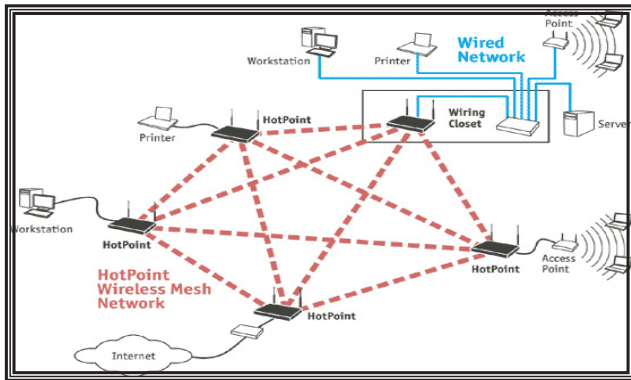 Access
Point
Wired
Network
Workstation
Printer
HotPoint
Wiring
Closet
Server
Printer
Workstation
HotPoint
HotPoint
Access
Point
HotPoint
Wireless Mesh
Network
HotPoint
Internet